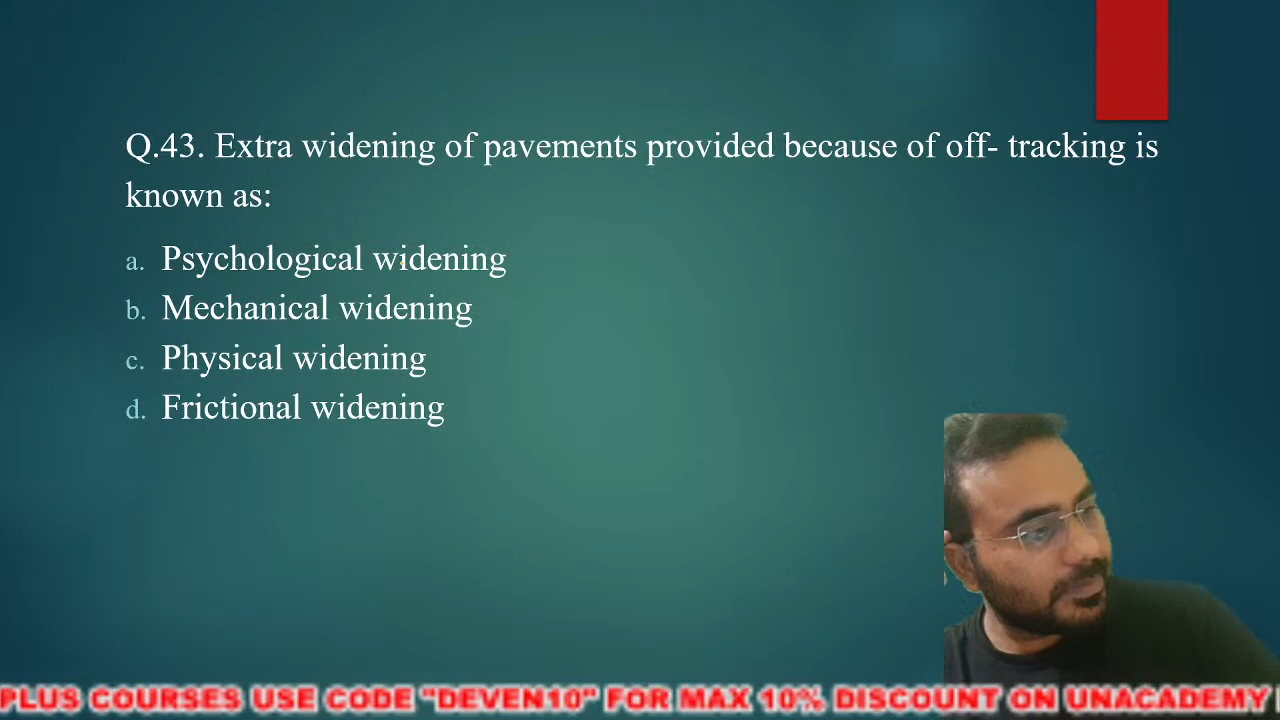 Q.43. Extra widening of pavements provided because of off- tracking is
known as:
a. Psychological widening
b. Mechanical widening
c. Physical widening
d. Frictional widening
PLUS COURSES USE CODE "DEVEN10" FOR MAX 10% DISCOUNT ON UNACADEMY